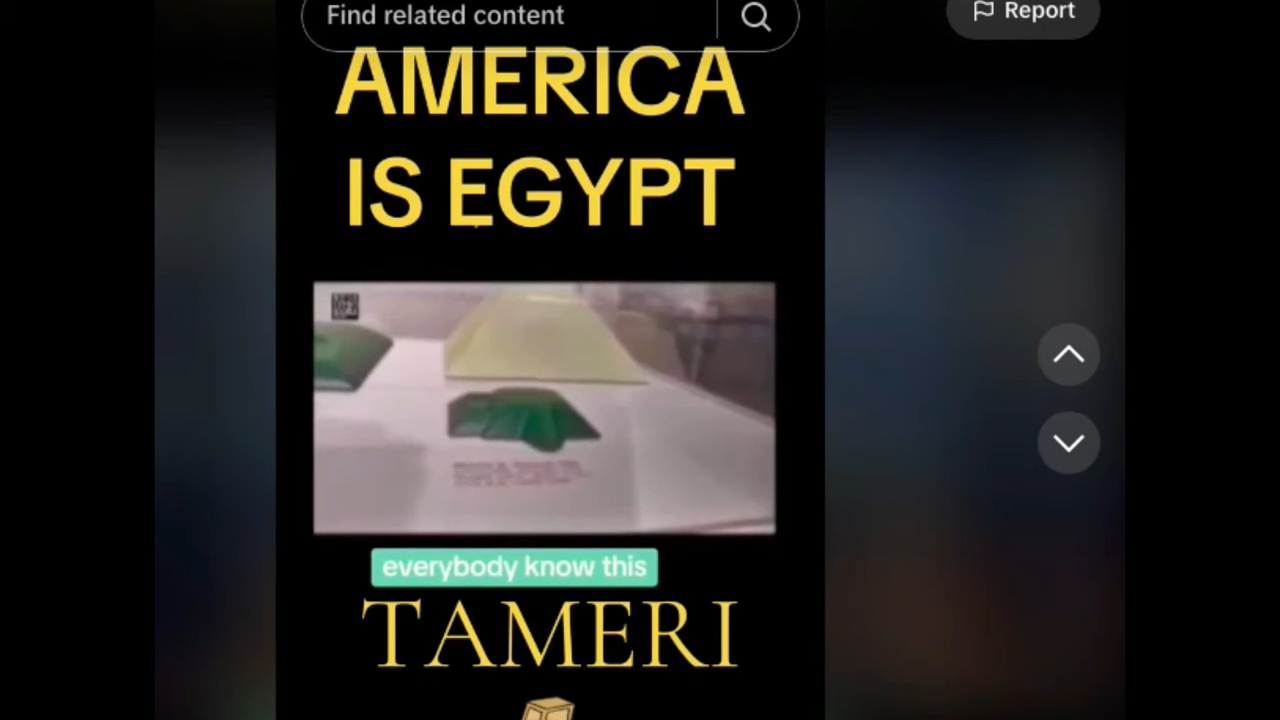 Find related content
Report
AMERICA
IS EGYPT
everybody know this
TAMERI